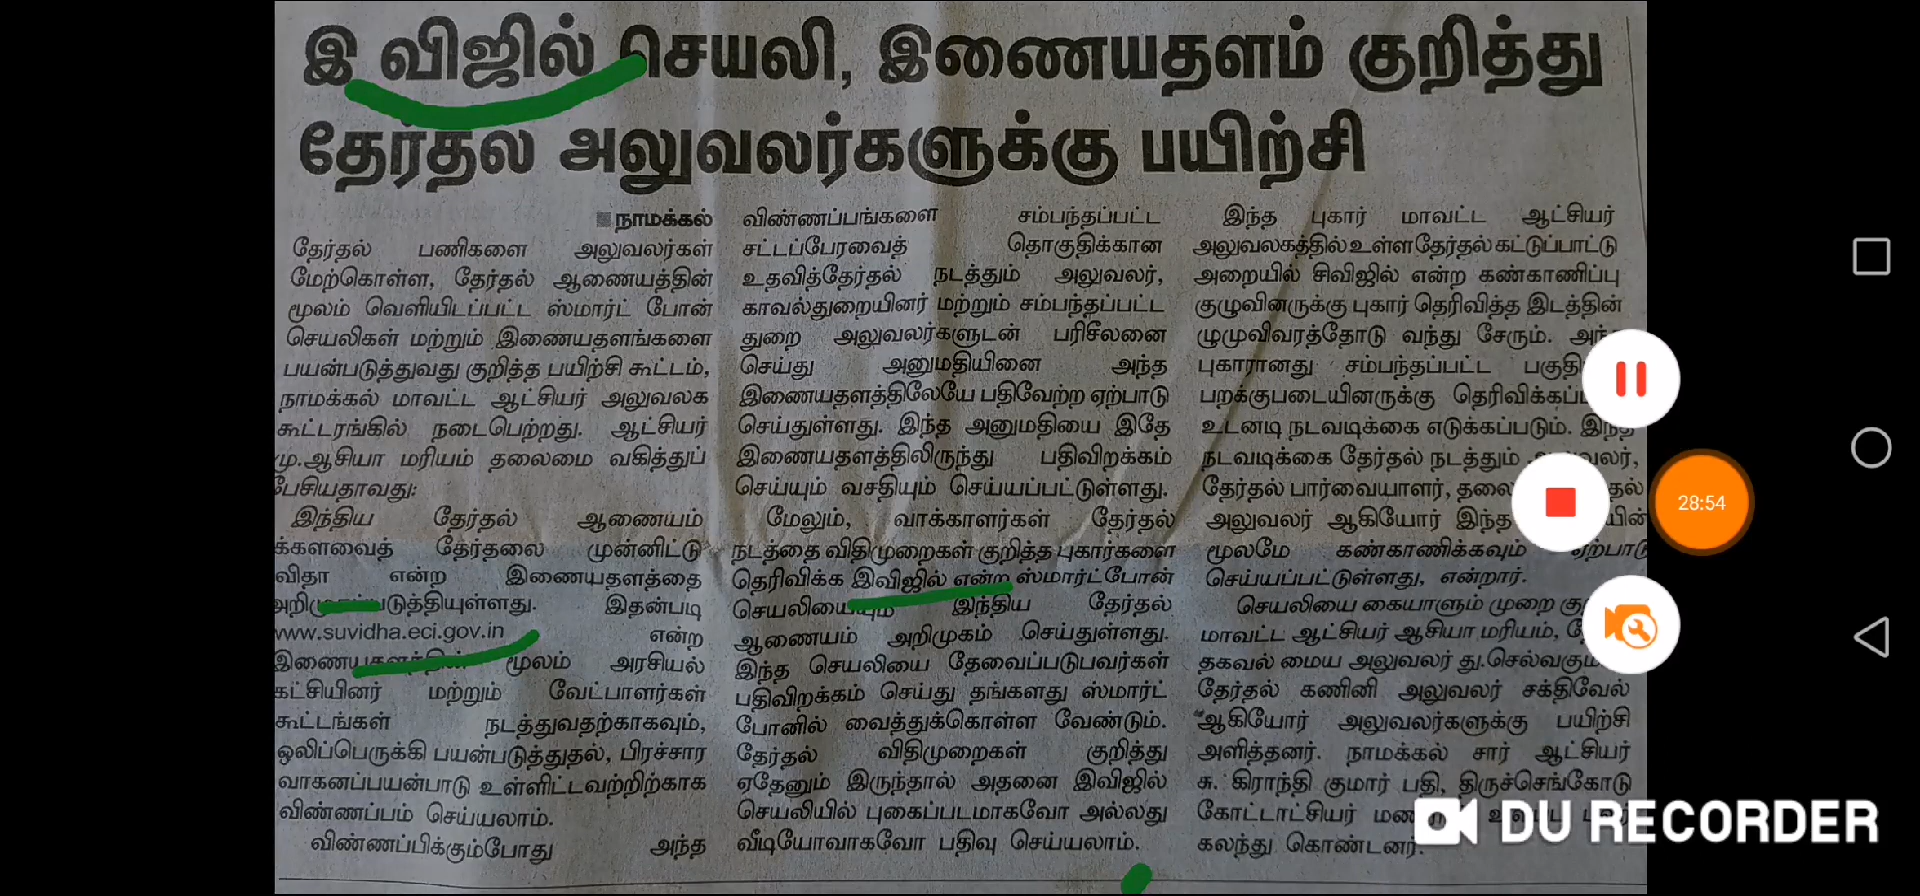 இ விஜில் செயலி, இணையதளம் குறித்து
தேர்தல் அலுவலர்களுக்கு பயிற்சி
நாமக்கல்
தேர்தல் பணிகளை அலுவலர்கள்
மேற்கொள்ள, தேர்தல் ஆணையத்தின்
மூலம் வெளியிடப்பட்ட ஸ்மார்ட் போன்
செயலிகள் மற்றும் இணையதளங்களை
பயன்படுத்துவது குறித்த பயிற்சி கூட்டம்,
நாமக்கல் மாவட்ட ஆட்சியர் அலுவலக
கூட்டரங்கில் நடைபெற்றது. ஆட்சியர்
மு.ஆசியா மரியம் தலைமை வகித்துப்
பேசியதாவது:
இந்திய தேர்தல் ஆணையம்
க்களவைத் தேர்தலை முன்னிட்டு
விதா என்ற இணையதளத்தை
இதன்படி
www.suvidha.eci.gov.in என்ற
மூலம் அரசியல்
கட்சியினர் மற்றும் வேட்பாளர்கள்
கூட்டங்கள் நடத்துவதற்காகவும்,
ஒலிப்பெருக்கி பயன்படுத்துதல், பிரச்சார
வாகனப்பயன்பாடு உள்ளிட்டவற்றிற்காக
விண்ணப்பம் செய்யலாம்.
விண்ணப்பிக்கும்போது அந்த
விண்ணப்பங்களை சம்பந்தப்பட்ட
சட்டப்பேரவைத் தொகுதிக்கான
உதவித்தேர்தல் நடத்தும் அலுவலர்,
காவல்துறையினர் மற்றும் சம்பந்தப்பட்ட
துறை அலுவலர்களுடன் பரிசீலனை
செய்து அனுமதியினை அந்த
இணையதளத்திலேயே பதிவேற்ற ஏற்பாடு
செய்துள்ளது. இந்த அனுமதியை இதே
இணையதளத்திலிருந்து பதிவிறக்கம்
செய்யும் வசதியும் செய்யப்பட்டுள்ளது.
மேலும், வாக்காளர்கள் தேர்தல்
நடத்தை விதிமுறைகள் குறித்த புகார்களை
தெரிவிக்க இவிஜில் என்ற ஸ்மார்ட்போன்
செயலியையும் இந்திய தேர்தல்
ஆணையம் அறிமுகம் செய்துள்ளது.
இந்த செயலியை தேவைப்படுபவர்கள்
பதிவிறக்கம் செய்து தங்களது ஸ்மார்ட்
போனில் வைத்துக்கொள்ள வேண்டும்.
தேர்தல் விதிமுறைகள் குறித்து
ஏதேனும் இருந்தால் அதனை இவிஜில்
செயலியில் புகைப்படமாகவோ அல்லது
வீடியோவாகவோ பதிவு செய்யலாம்.
இந்த புகார் மாவட்ட ஆட்சியர்
அலுவலகத்தில் உள்ள தேர்தல் கட்டுப்பாட்டு
அறையில் சிவிஜில் என்ற கண்காணிப்பு
குழுவினருக்கு புகார் தெரிவித்த இடத்தின்
முழுவிவரத்தோடு வந்து சேரும்.
புகாரானது சம்பந்தப்பட்ட
பறக்குபடையினருக்கு
உடனடி நடவடிக்கை எடுக்கப்படும். இந்த
நடவடிக்கை தேர்தல் நடத்தும்
தேர்தல் பார்வையாளர்,
அலுவலர் ஆகியோர் இந்த
மூலமே கண்காணிக்கவும் ஏற்பாடு
செய்யப்பட்டுள்ளது, என்றார்.
செயலியை கையாளும் முறை
மாவட்ட ஆட்சியர் ஆசியா மரியம்,
தகவல் மைய அலுவலர்
தேர்தல் கணினி அலுவலர் சக்திவேல்
ஆகியோர் அலுவலர்களுக்கு பயிற்சி
அளித்தனர். நாமக்கல் சார் ஆட்சியர்
சு. கிராந்தி குமார் பதி, திருச்செங்கோடு
கோட்டாட்சியர்
கலந்து கொண்டனர்.
28:54
DU RECORDER